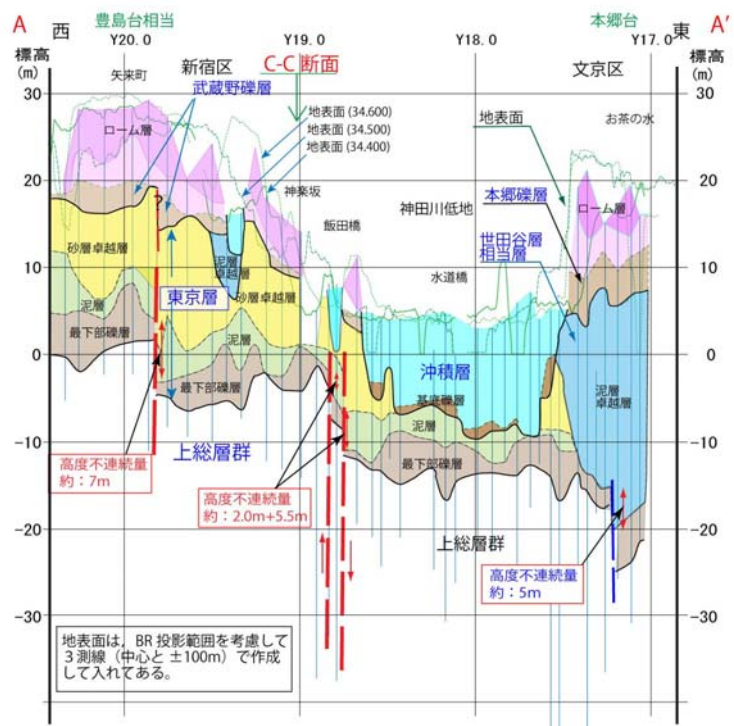 A
西
豊島台相当
本郷台
東
A′
Y20. 0
Y19. 0
Y18. 0
Y17. 0
標高
(m)
矢来町
新宿区
C-C 断面
文京区
標高
(m)
武蔵野礫層
30
30
地表面 (34.600)
地表面 (34.500)
地表面 (34.400)
地表面
お茶の水
ローム層
20
20
神楽坂
本郷礫層
ローム層
?
飯田橋
神田川低地
世田谷層
相当層
砂層卓越層
泥層
卓越層
10
10
水道橋
東京層
砂層卓越層
泥層
泥層
最下部礫層
0
0
最下部礫層
沖積層
基底礫層
泥層
卓越層
泥層
-10
-10
上総層群
最下部礫層
高度不連続量
約：7m
高度不連続量
約：2.0m+5.5m
-20
-20
上総層群
高度不連続量
約：5m
-30
-30
地表面は，BR 投影範囲を考慮して
３測線（中心と ±100m）で作成
して入れてある。